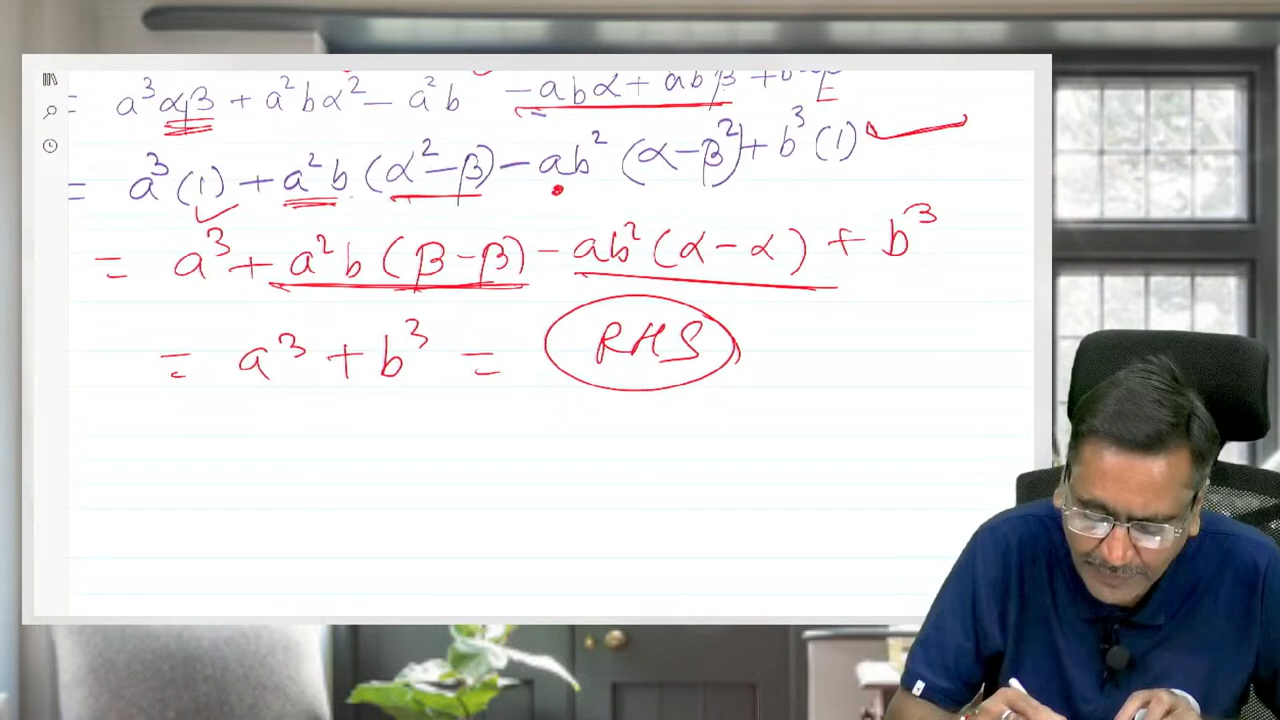 = a³αβ + a²bα² − a²b − abα + abβ +
= a³(1) + a²b (α² − β) − ab² (α − β²) + b³(1)
= a³ + a²b (β − β) − ab² (α − α) + b³
= a³ + b³ = RHS